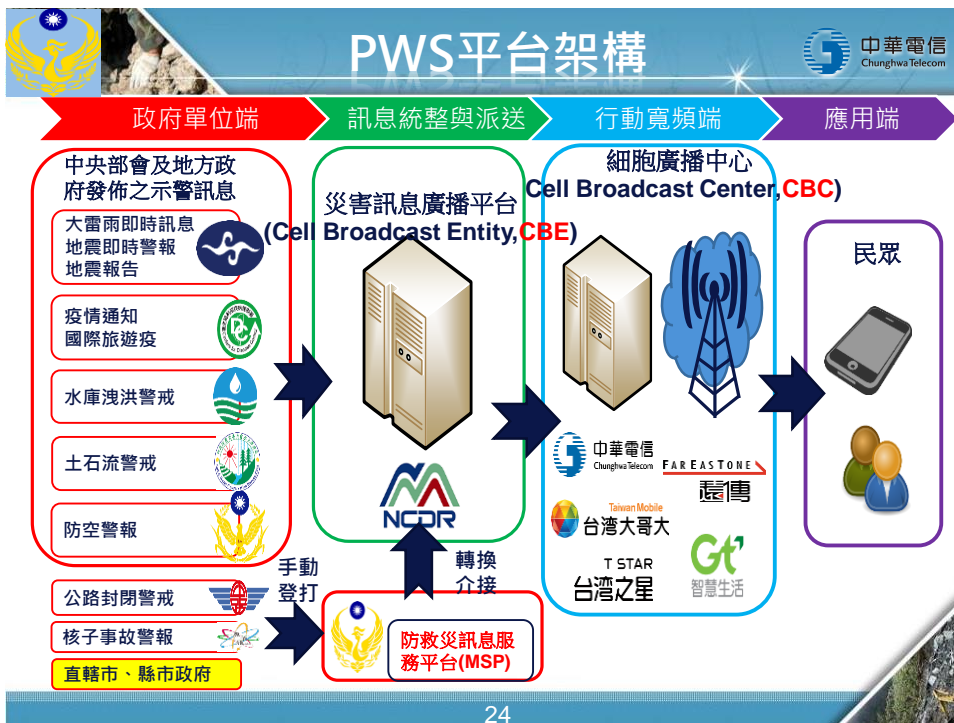 PWS平台架構
中華電信
Chunghwa Telecom
政府單位端
訊息統整與派送
行動寬頻端
應用端
中央部會及地方政
府發佈之示警訊息
大雷雨即時訊息
地震即時警報
地震報告
疫情通知
國際旅遊疫
水庫洩洪警戒
土石流警戒
防空警報
公路封閉警戒
核子事故警報
直轄市、縣市政府
手動
登打
災害訊息廣播平台
(Cell Broadcast Entity,CBE)
NCDR
轉換
介接
防救災訊息服
務平台(MSP)
細胞廣播中心
Cell Broadcast Center,CBC)
中華電信
Chunghwa Telecom
FAREASTONE
遠傳
Taiwan Mobile
台灣大哥大
T STAR
台灣之星
Gt
智慧生活
民眾
24